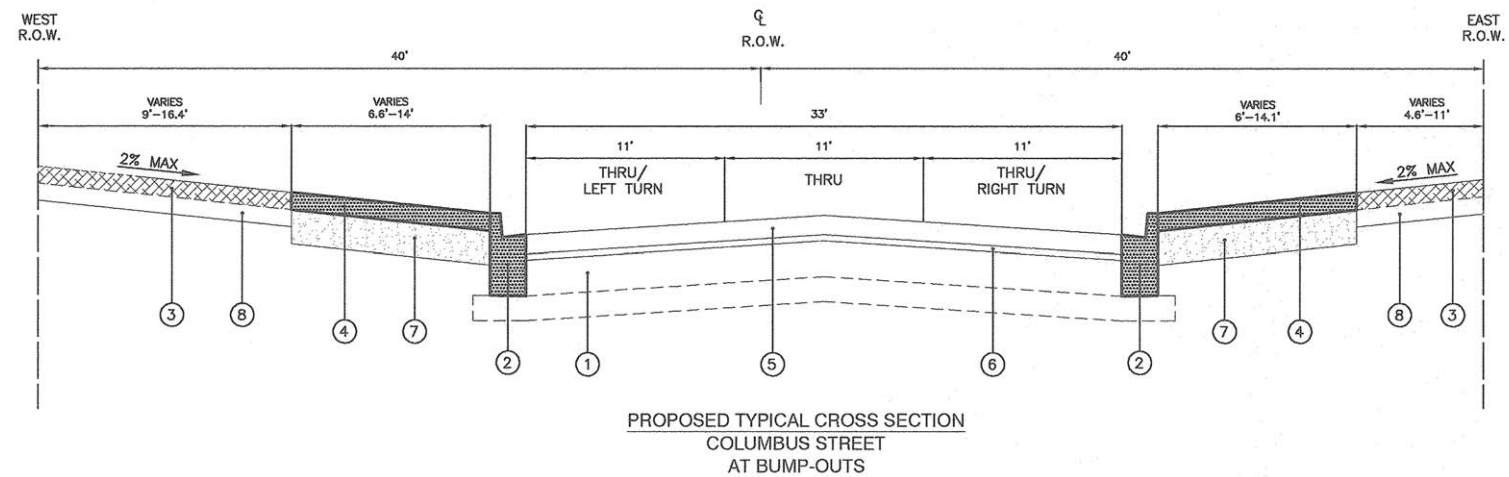 WEST
R.O.W.
℄
R.O.W.
EAST
R.O.W.
40'
40'
VARIES
9'-16.4'
VARIES
6.6'-14'
33'
VARIES
6'-14.1'
VARIES
4.6'-11'
11'
11'
11'
2% MAX
THRU/
LEFT TURN
THRU
THRU/
RIGHT TURN
2% MAX
3
8
4
7
2
1
5
6
2
7
4
8
3
PROPOSED TYPICAL CROSS SECTION
COLUMBUS STREET
AT BUMP-OUTS